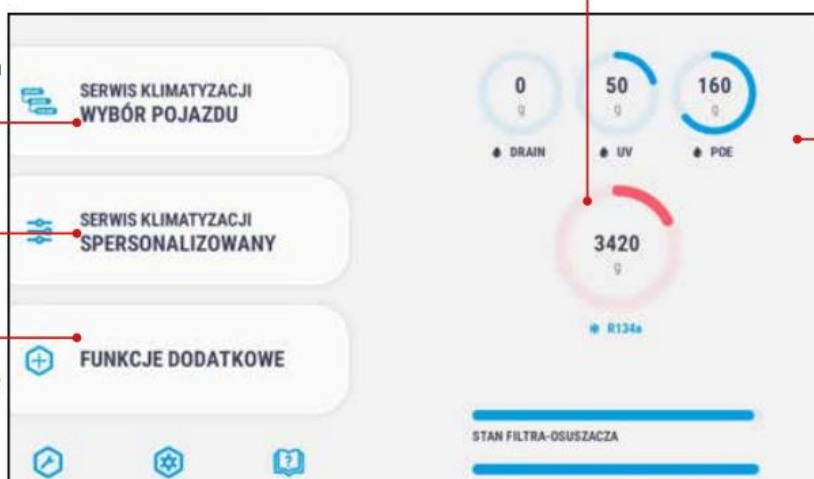 SERWIS KLIMATYZACJI
WYBÓR POJAZDU
SERWIS KLIMATYZACJI
SPERSONALIZOWANY
FUNKCJE DODATKOWE
?
0
g
DRAIN
50
g
UV
160
g
POE
3420
g
R134a
STAN FILTRA-OSUSZACZA